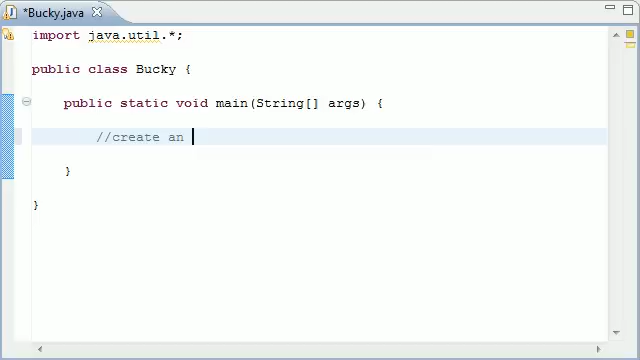 *Bucky.java
import java.util.*;
public class Bucky {
public static void main(String[] args) {
//create an
}
}